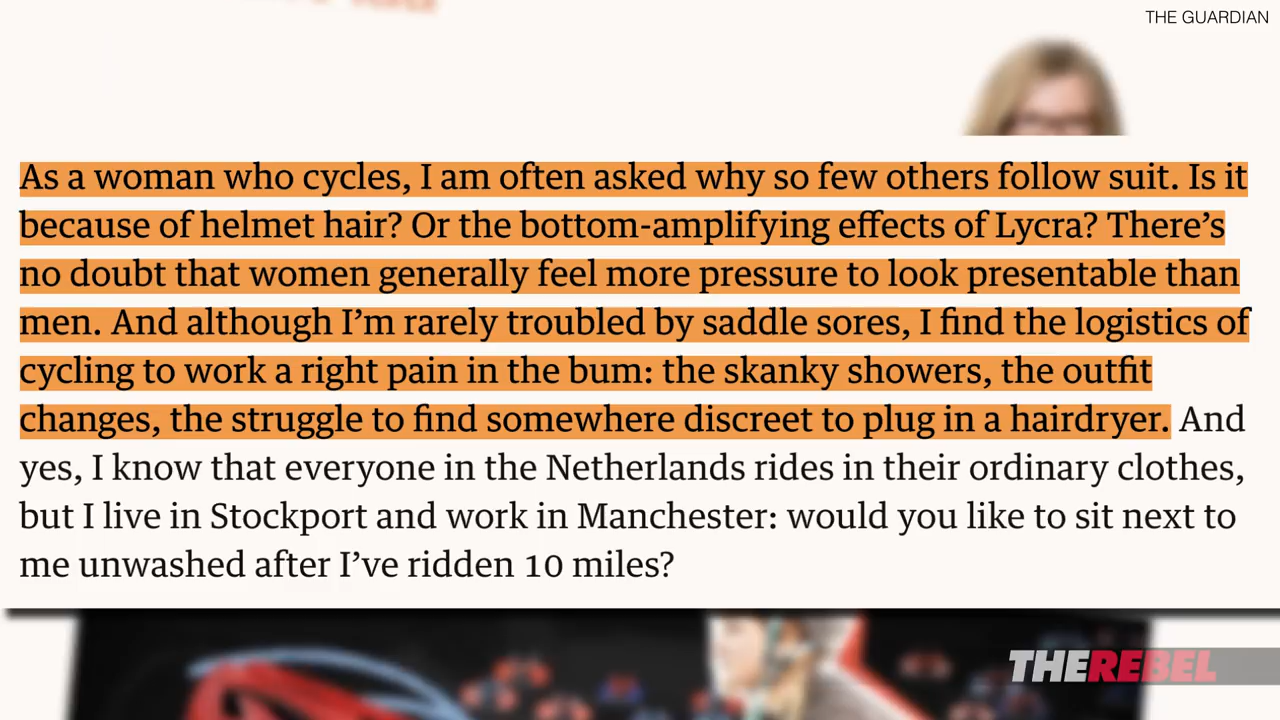 THE GUARDIAN
As a woman who cycles, I am often asked why so few others follow suit. Is it
because of helmet hair? Or the bottom-amplifying effects of Lycra? There’s
no doubt that women generally feel more pressure to look presentable than
men. And although I’m rarely troubled by saddle sores, I find the logistics of
cycling to work a right pain in the bum: the skanky showers, the outfit
changes, the struggle to find somewhere discreet to plug in a hairdryer. And
yes, I know that everyone in the Netherlands rides in their ordinary clothes,
but I live in Stockport and work in Manchester: would you like to sit next to
me unwashed after I’ve ridden 10 miles?
THEREBEL